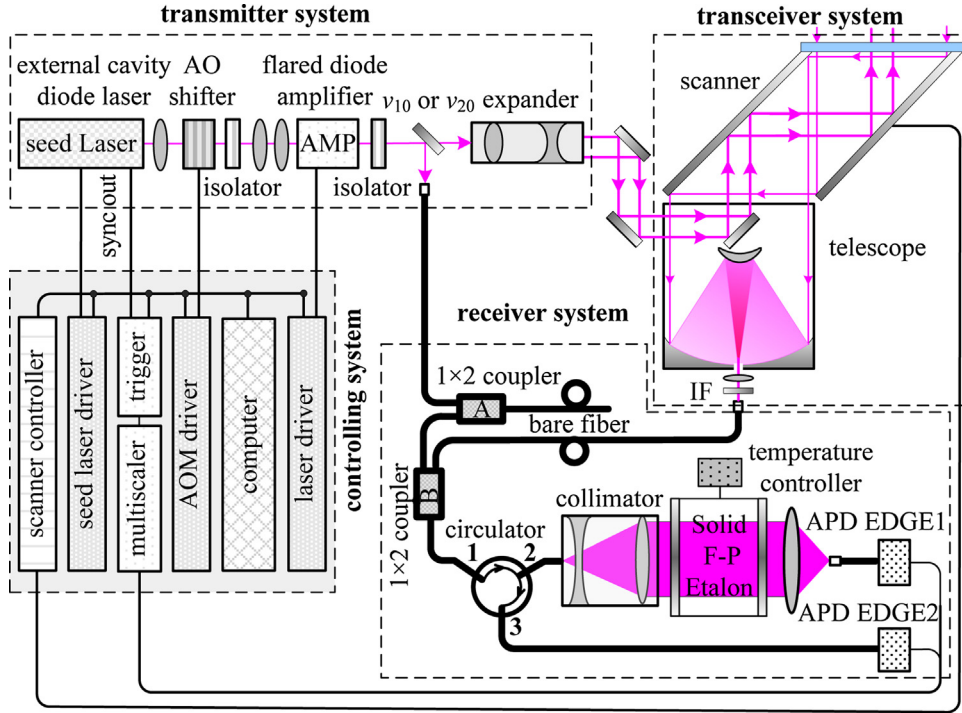 transmitter system
transceiver system
external cavity
diode laser
AO
shifter
flared diode
amplifier
v10 or v20 expander
scanner
seed Laser
AMP
isolator
isolator
syncout
telescope
receiver system
controlling system
scanner controller
seed laser driver
trigger
multiscaler
AOM driver
computer
laser driver
1×2 coupler
A
bare fiber
IF
B
1×2 coupler
temperature
controller
circulator
collimator
1
2
3
Solid
F-P
Etalon
APD EDGE1
APD EDGE2